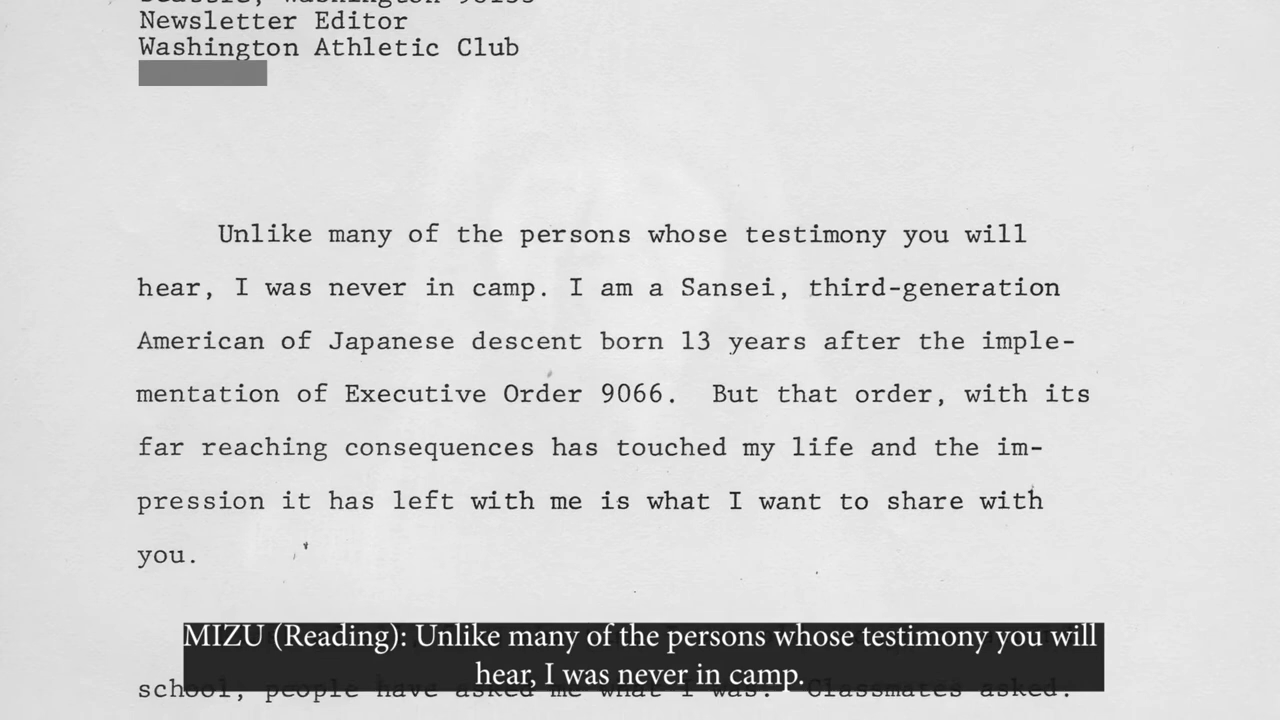 Seattle, Washington
Newsletter Editor
Washington Athletic Club
Unlike many of the persons whose testimony you will
hear, I was never in camp. I am a Sansei, third-generation
American of Japanese descent born 13 years after the imple-
mentation of Executive Order 9066. But that order, with its
far reaching consequences has touched my life and the im-
pression it has left with me is what I want to share with
you.
MIZU (Reading): Unlike many of the persons whose testimony you will
hear, I was never in camp.
school, people have asked me what I was. Classmates asked: